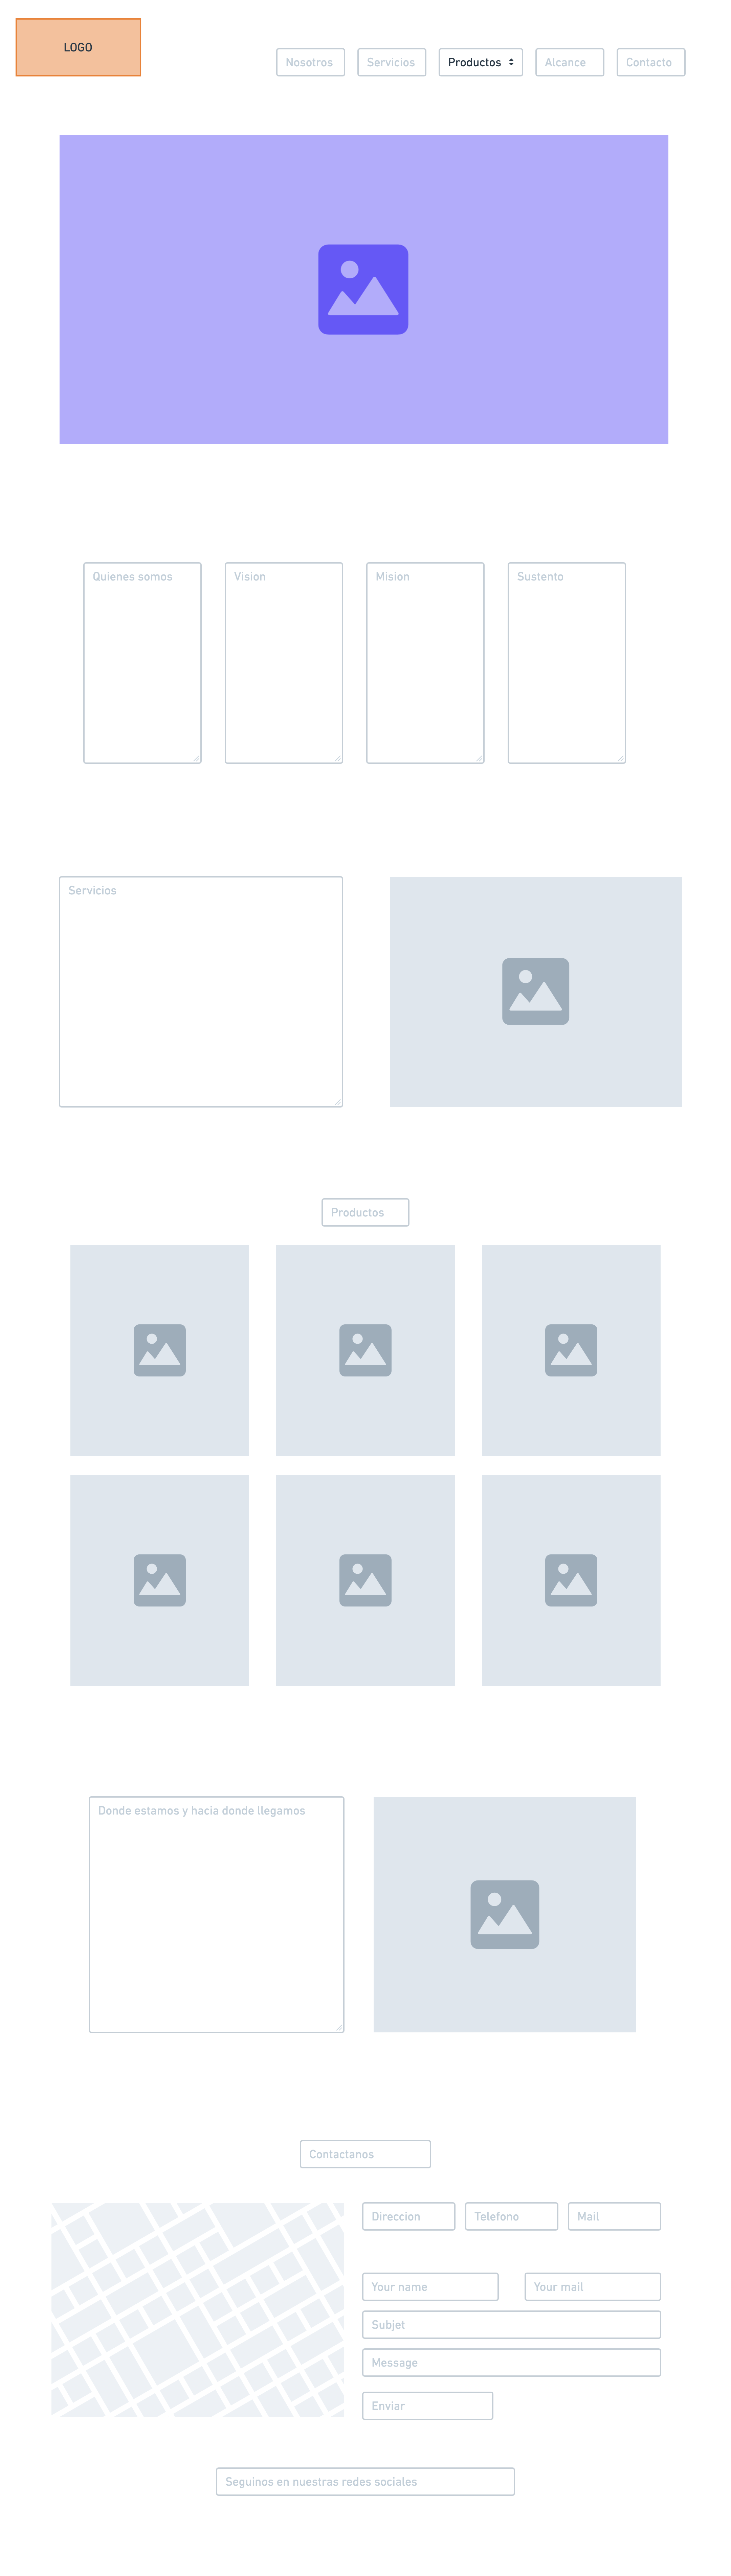 LOGO
Nosotros
Servicios
Productos
Alcance
Contacto
Quienes somos
Vision
Mision
Sustento
Servicios
Productos
Donde estamos y hacia donde llegamos
Contactanos
Direccion
Telefono
Mail
Your name
Your mail
Subjet
Message
Enviar
Seguinos en nuestras redes sociales